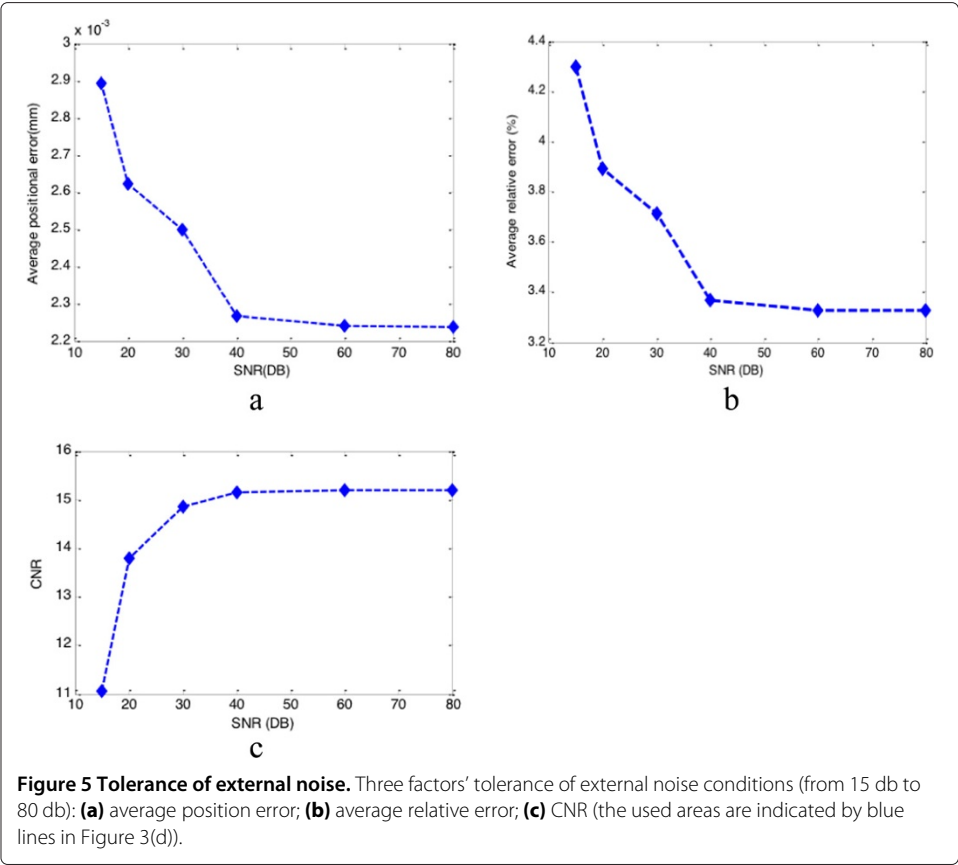 x 10⁻³
3
2.9
2.8
2.7
2.6
2.5
2.4
2.3
2.2
Average positional error(mm)
10 20 30 40 50 60 70 80
SNR(DB)
a
4.4
4.2
4
3.8
3.6
3.4
3.2
Average relative error (%)
10 20 30 40 50 60 70 80
SNR (DB)
b
16
15
14
13
12
11
CNR
10 20 30 40 50 60 70 80
SNR (DB)
c
Figure 5 Tolerance of external noise. Three factors’ tolerance of external noise conditions (from 15 db to
80 db): (a) average position error; (b) average relative error; (c) CNR (the used areas are indicated by blue
lines in Figure 3(d)).